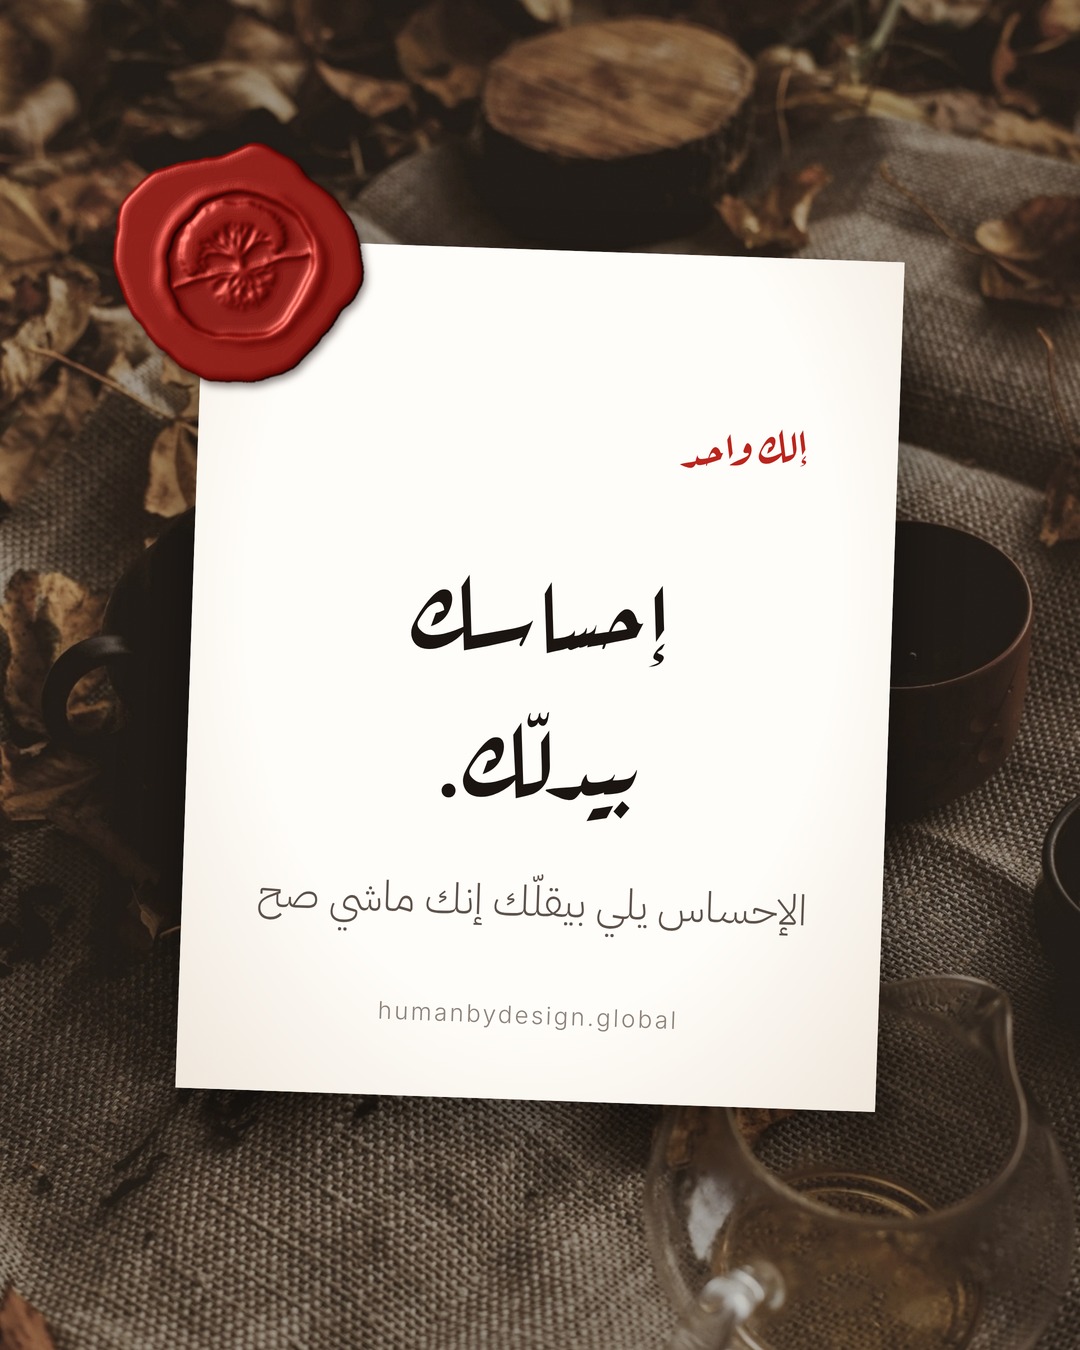 إلك واحد
إحساسك
بيدلّك.
الإحساس يلي بيقلّك إنك ماشي صح
humanbydesign.global